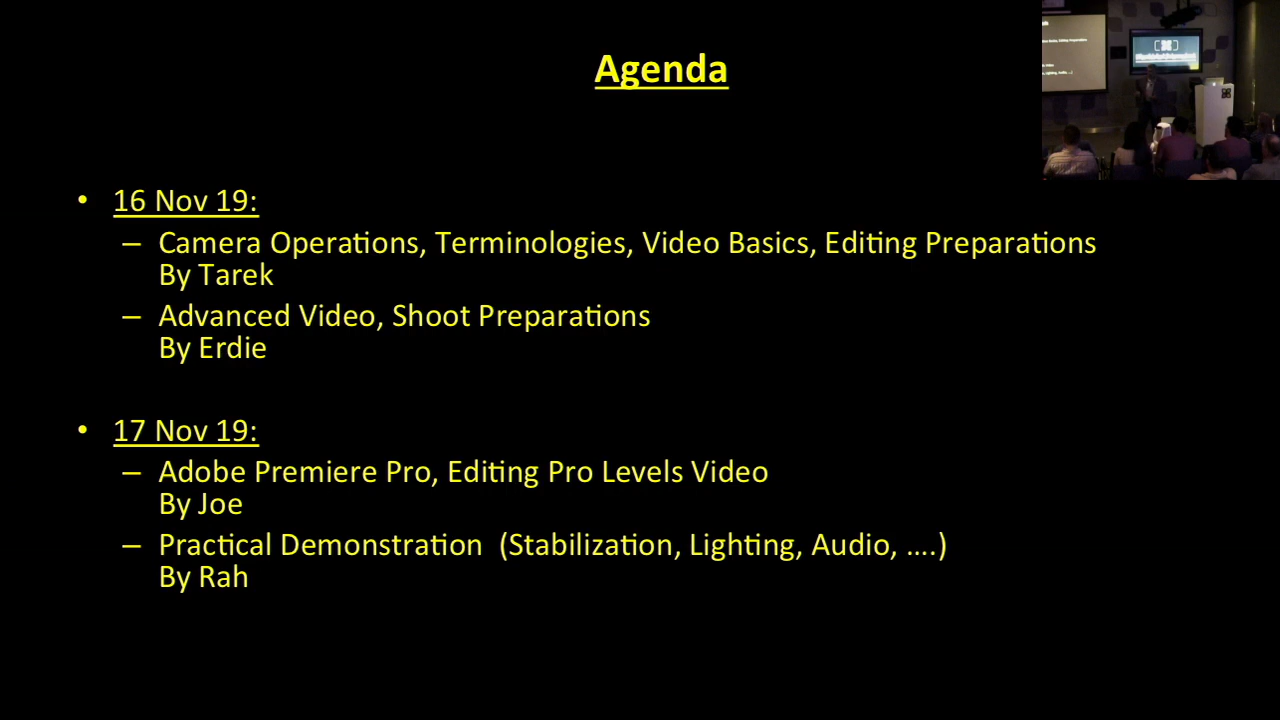 Agenda
• 16 Nov 19:
– Camera Operations, Terminologies, Video Basics, Editing Preparations
By Tarek
– Advanced Video, Shoot Preparations
By Erdie
• 17 Nov 19:
– Adobe Premiere Pro, Editing Pro Levels Video
By Joe
– Practical Demonstration  (Stabilization, Lighting, Audio, ….)
By Rah